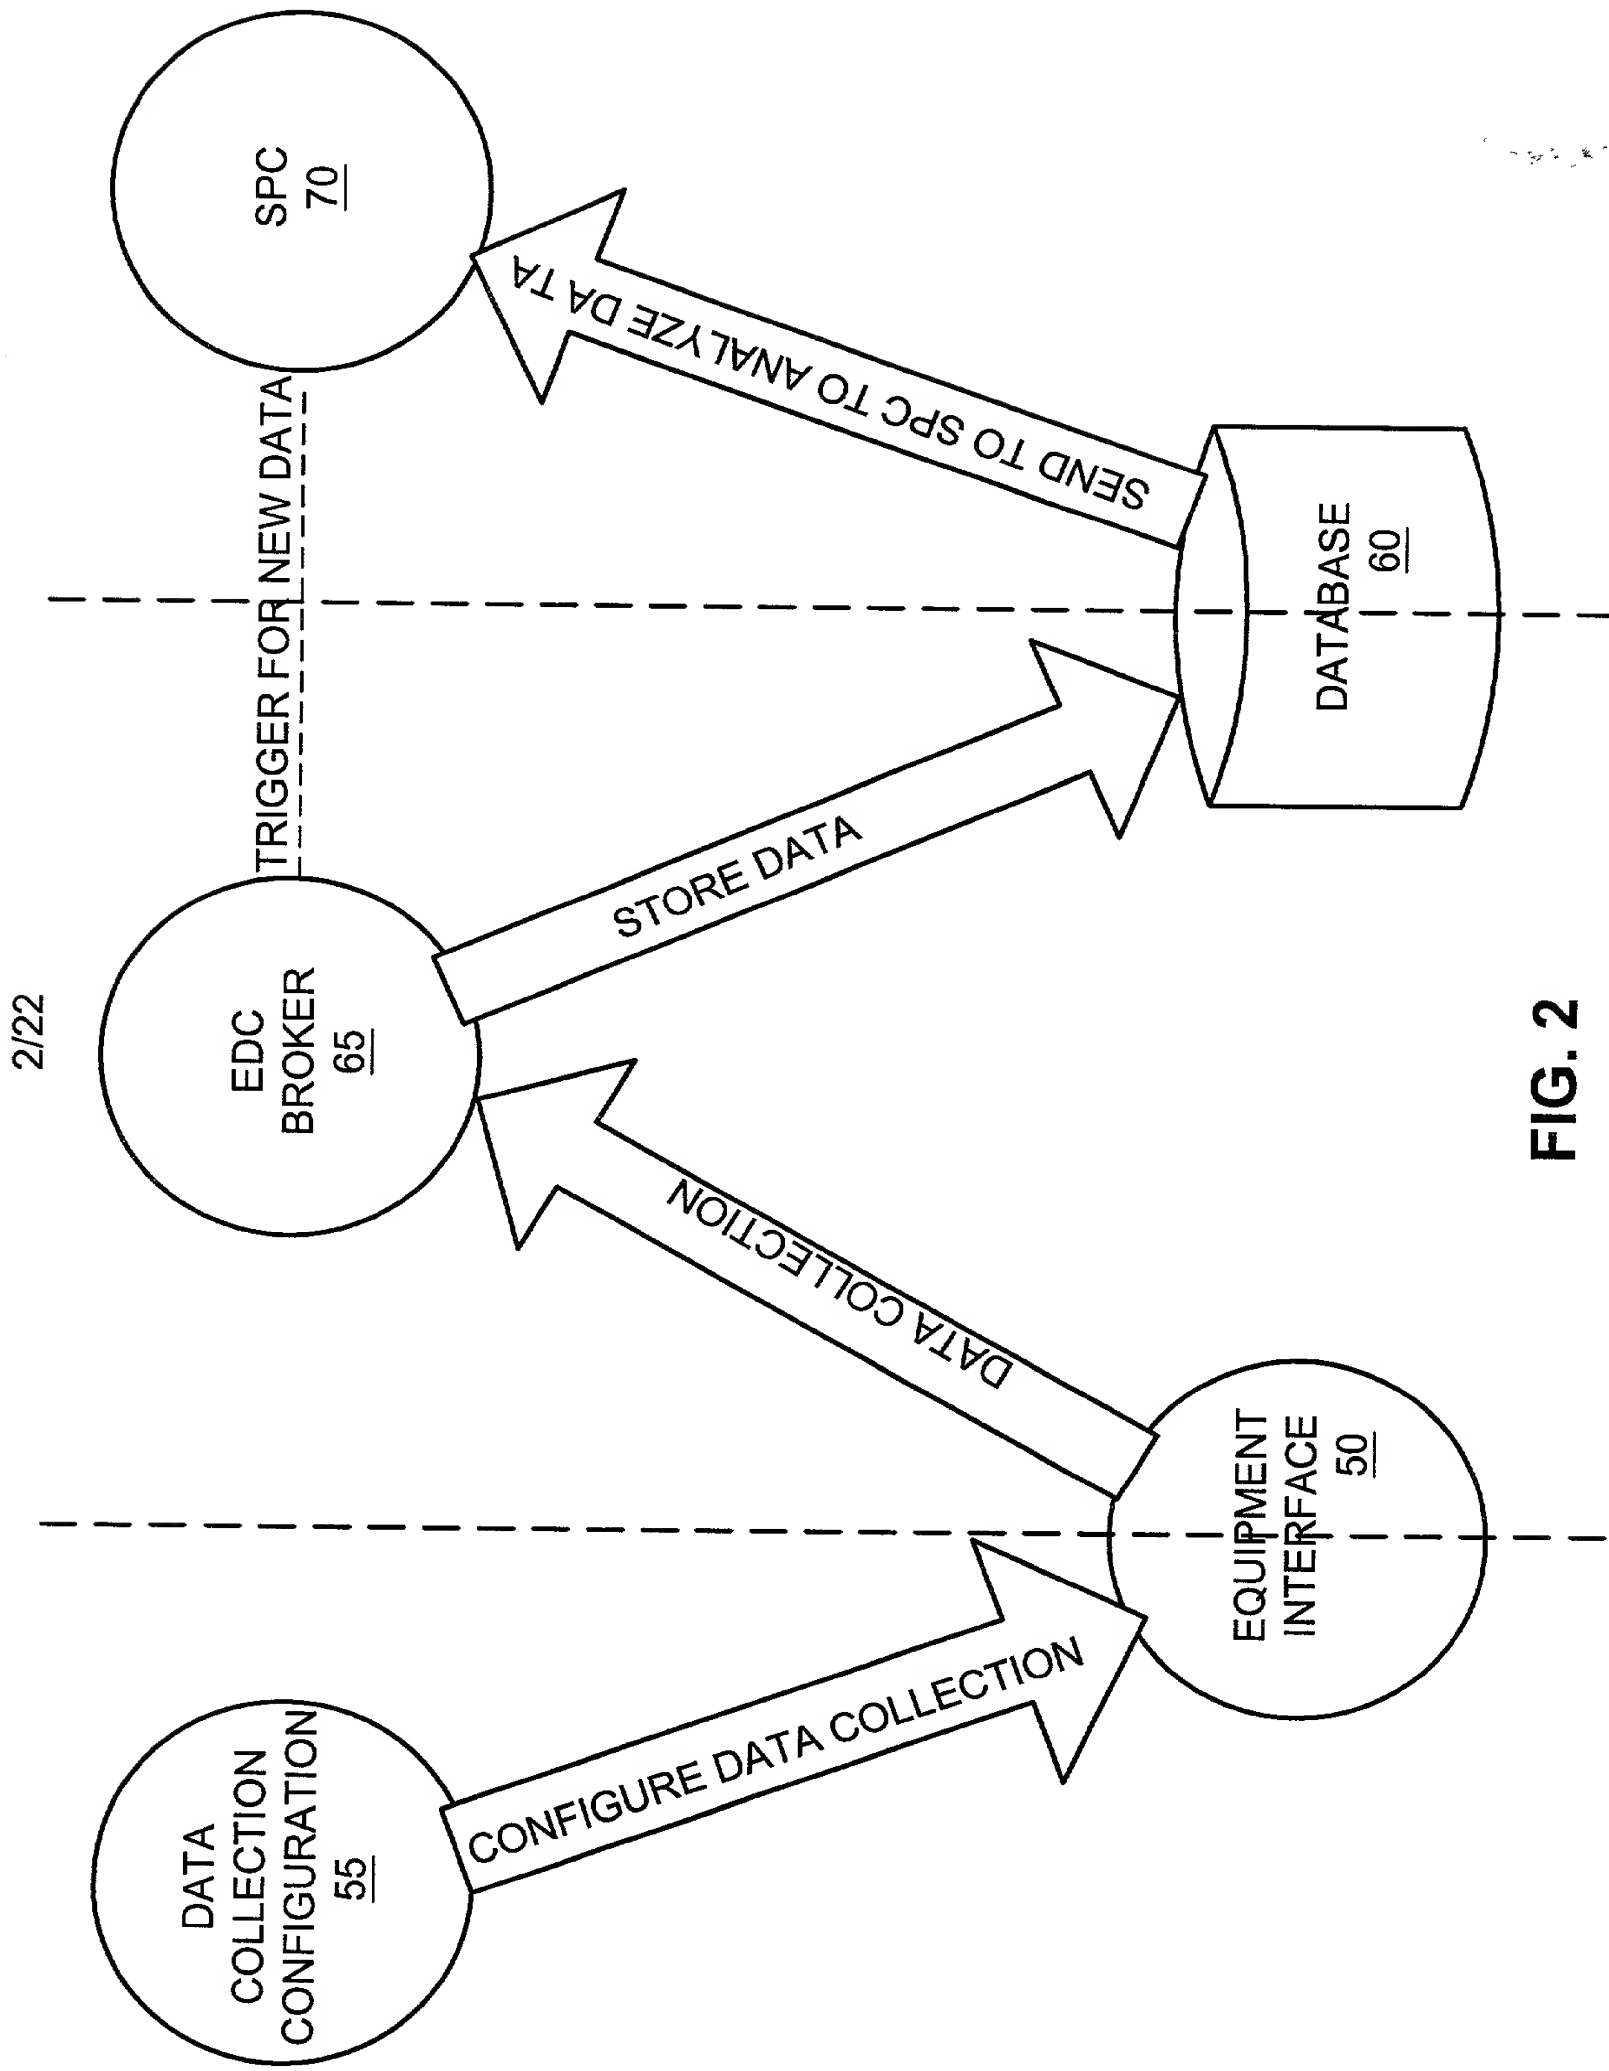 2/22
DATA
COLLECTION
CONFIGURATION
55
CONFIGURE DATA COLLECTION
EQUIPMENT
INTERFACE
50
DATA COLLECTION
EDC
BROKER
65
STORE DATA
TRIGGER FOR NEW DATA
DATABASE
60
SEND TO SPC TO ANALYZE DA TA
SPC
70
FIG. 2